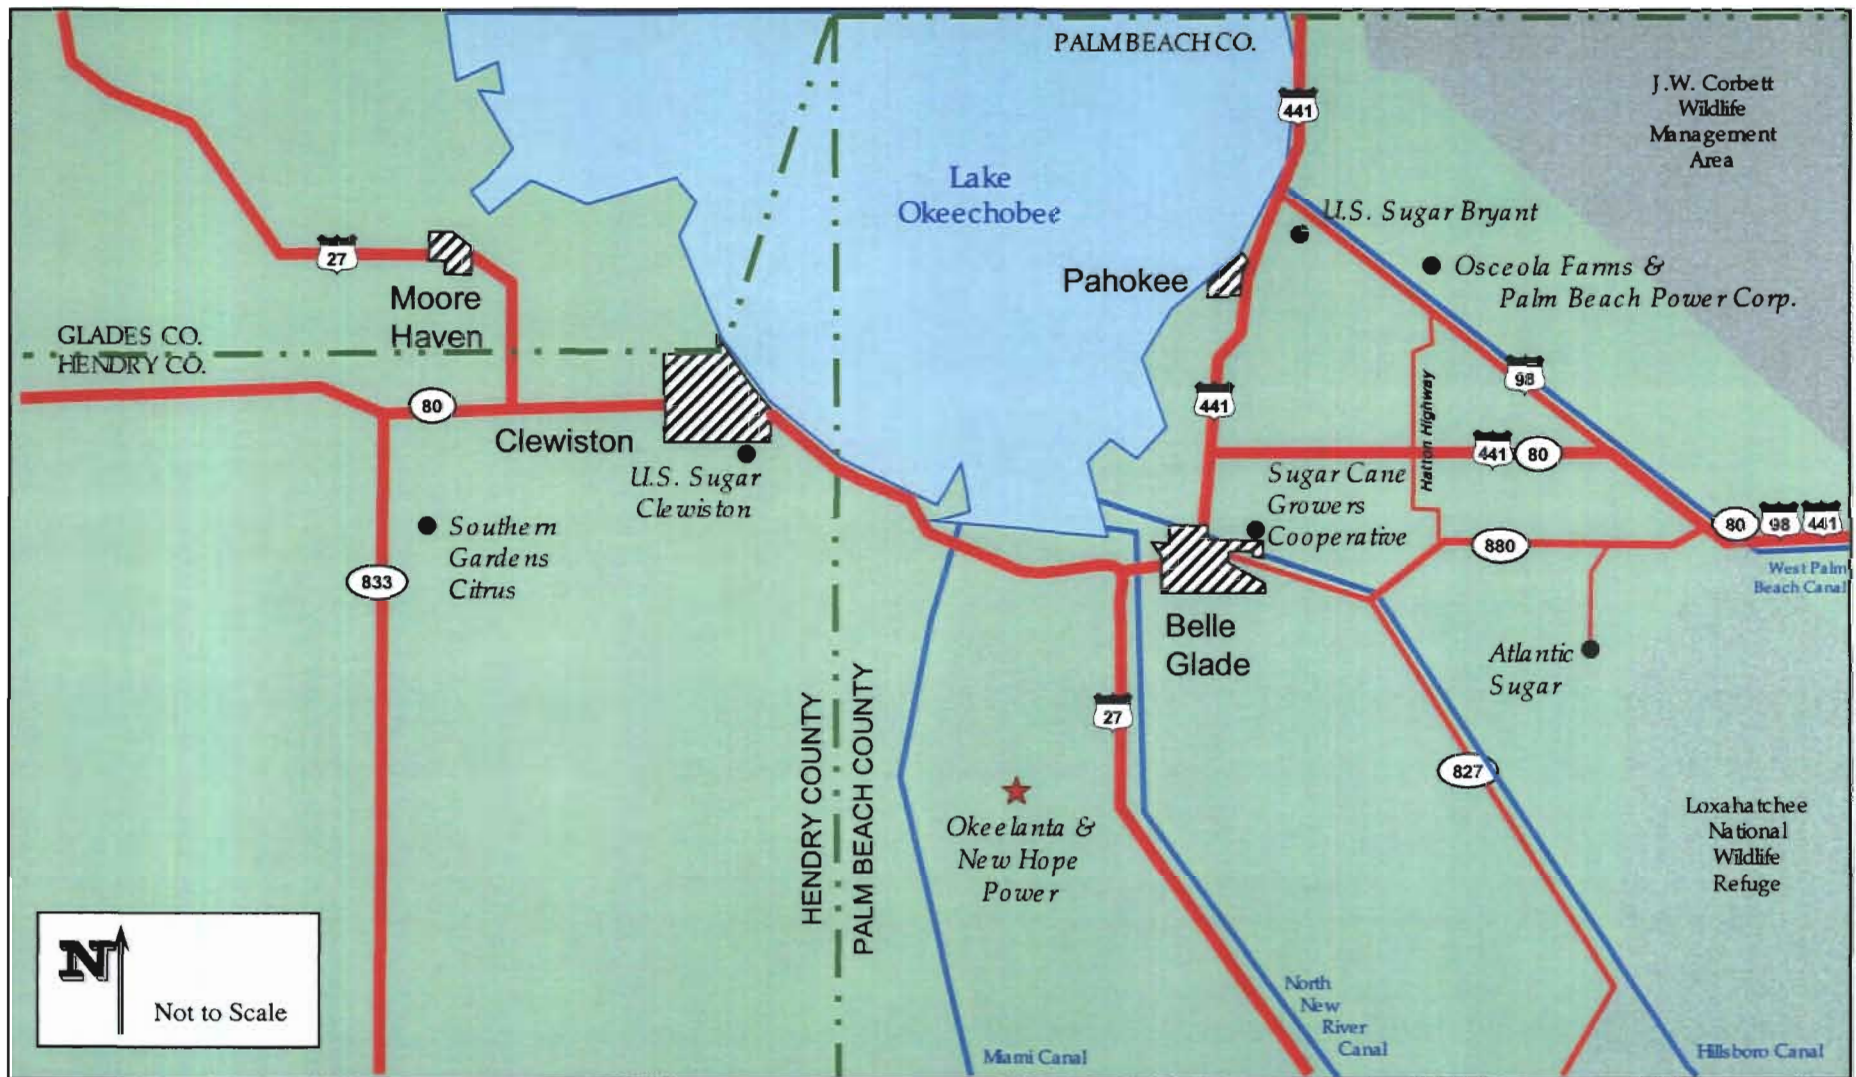 PALM BEACH CO.
J.W. Corbett
Wildlife
Management
Area
441
Lake
Okeechobee
U.S. Sugar Bryant
27
Osceola Farms &
Palm Beach Power Corp.
Pahokee
Moore
Haven
GLADES CO.
HENDRY CO.
98
80
441
Hatton Highway
Clewiston
441
80
U.S. Sugar
Clewiston
Sugar Cane
Growers
Cooperative
Southern
Gardens
Citrus
80
98
441
880
833
West Palm
Beach Canal
Belle
Glade
Atlantic
Sugar
HENDRY COUNTY
PALM BEACH COUNTY
27
827
Okeelanta &
New Hope
Power
Loxahatchee
National
Wildlife
Refuge
N
Not to Scale
North
New
River
Canal
Miami Canal
Hillsboro Canal